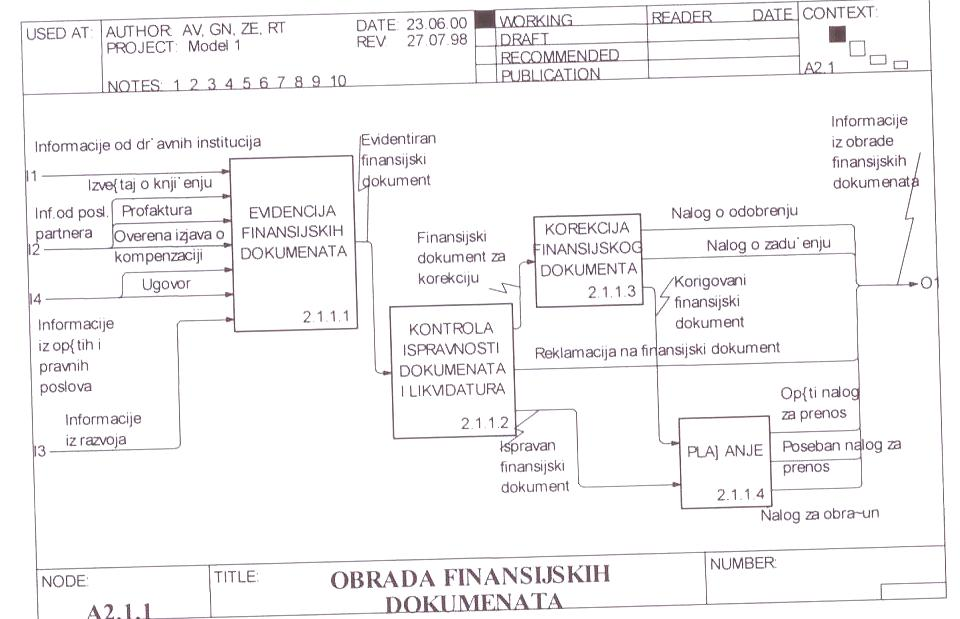 USED AT:
AUTHOR: AV, GN, ZE, RT
PROJECT: Model 1
DATE: 23.06.00
REV: 27.07.98
NOTES: 1 2 3 4 5 6 7 8 9 10
WORKING
DRAFT
RECOMMENDED
PUBLICATION
READER
DATE
CONTEXT:
A2.1
Informacije od dr`avnih institucija
I1
Izve{taj o knji`enju
Inf.od posl.
partnera
I2
Profaktura
Overena izjava o
kompenzaciji
I4
Ugovor
Informacije
iz op{tih i
pravnih
poslova
Informacije
iz razvoja
I3
EVIDENCIJA
FINANSIJSKIH
DOKUMENATA
2.1.1.1
Evidentiran
finansijski
dokument
Finansijski
dokument za
korekciju
KONTROLA
ISPRAVNOSTI
DOKUMENATA
I LIKVIDATURA
2.1.1.2
Ispravan
finansijski
dokument
KOREKCIJA
FINANSIJSKOG
DOKUMENTA
2.1.1.3
Nalog o odobrenju
Nalog o zadu`enju
Korigovani
finansijski
dokument
Reklamacija na finansijski dokument
PLA] ANJE
2.1.1.4
Op{ti nalog
za prenos
Poseban nalog za
prenos
Nalog za obra~un
Informacije
iz obrade
finansijskih
dokumenata
O1
NODE:
A2.1.1
TITLE:
OBRADA FINANSIJSKIH
DOKUMENATA
NUMBER: